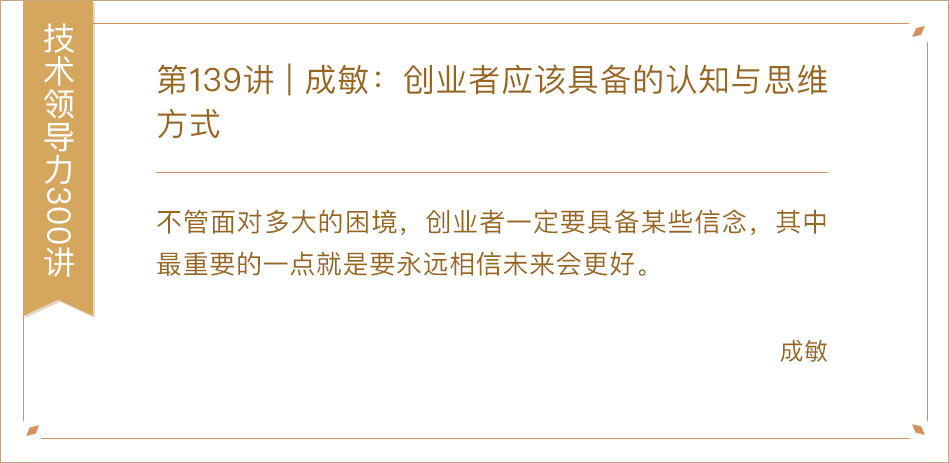 技术领导力300讲
第139讲 | 成敏：创业者应该具备的认知与思维
方式
不管面对多大的困境，创业者一定要具备某些信念，其中
最重要的一点就是要永远相信未来会更好。
成敏